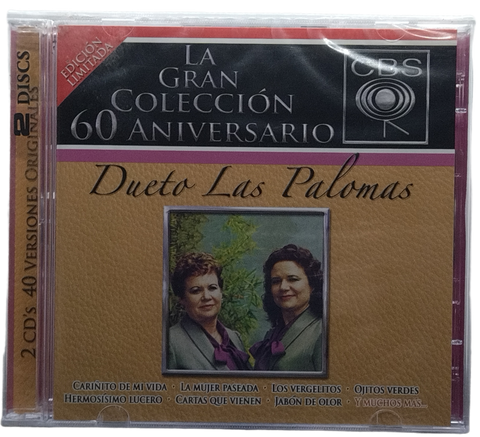 EDICIÓN
LIMITADA
LA
GRAN
COLECCIÓN
60 ANIVERSARIO
CBS
Dueto Las Palomas
CARINITO DE MI VIDA · LA MUJER PASEADA · LOS VERGELITOS · OJITOS VERDES
HERMOSÍSIMO LUCERO · CARTAS QUE VIENEN · JABÓN DE OLOR · Y MUCHOS MAS...
2 CD's 40 VERSIONES ORIGINALES
2 DISCS